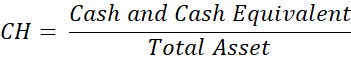 CH = Cash and Cash Equivalent
Total Asset